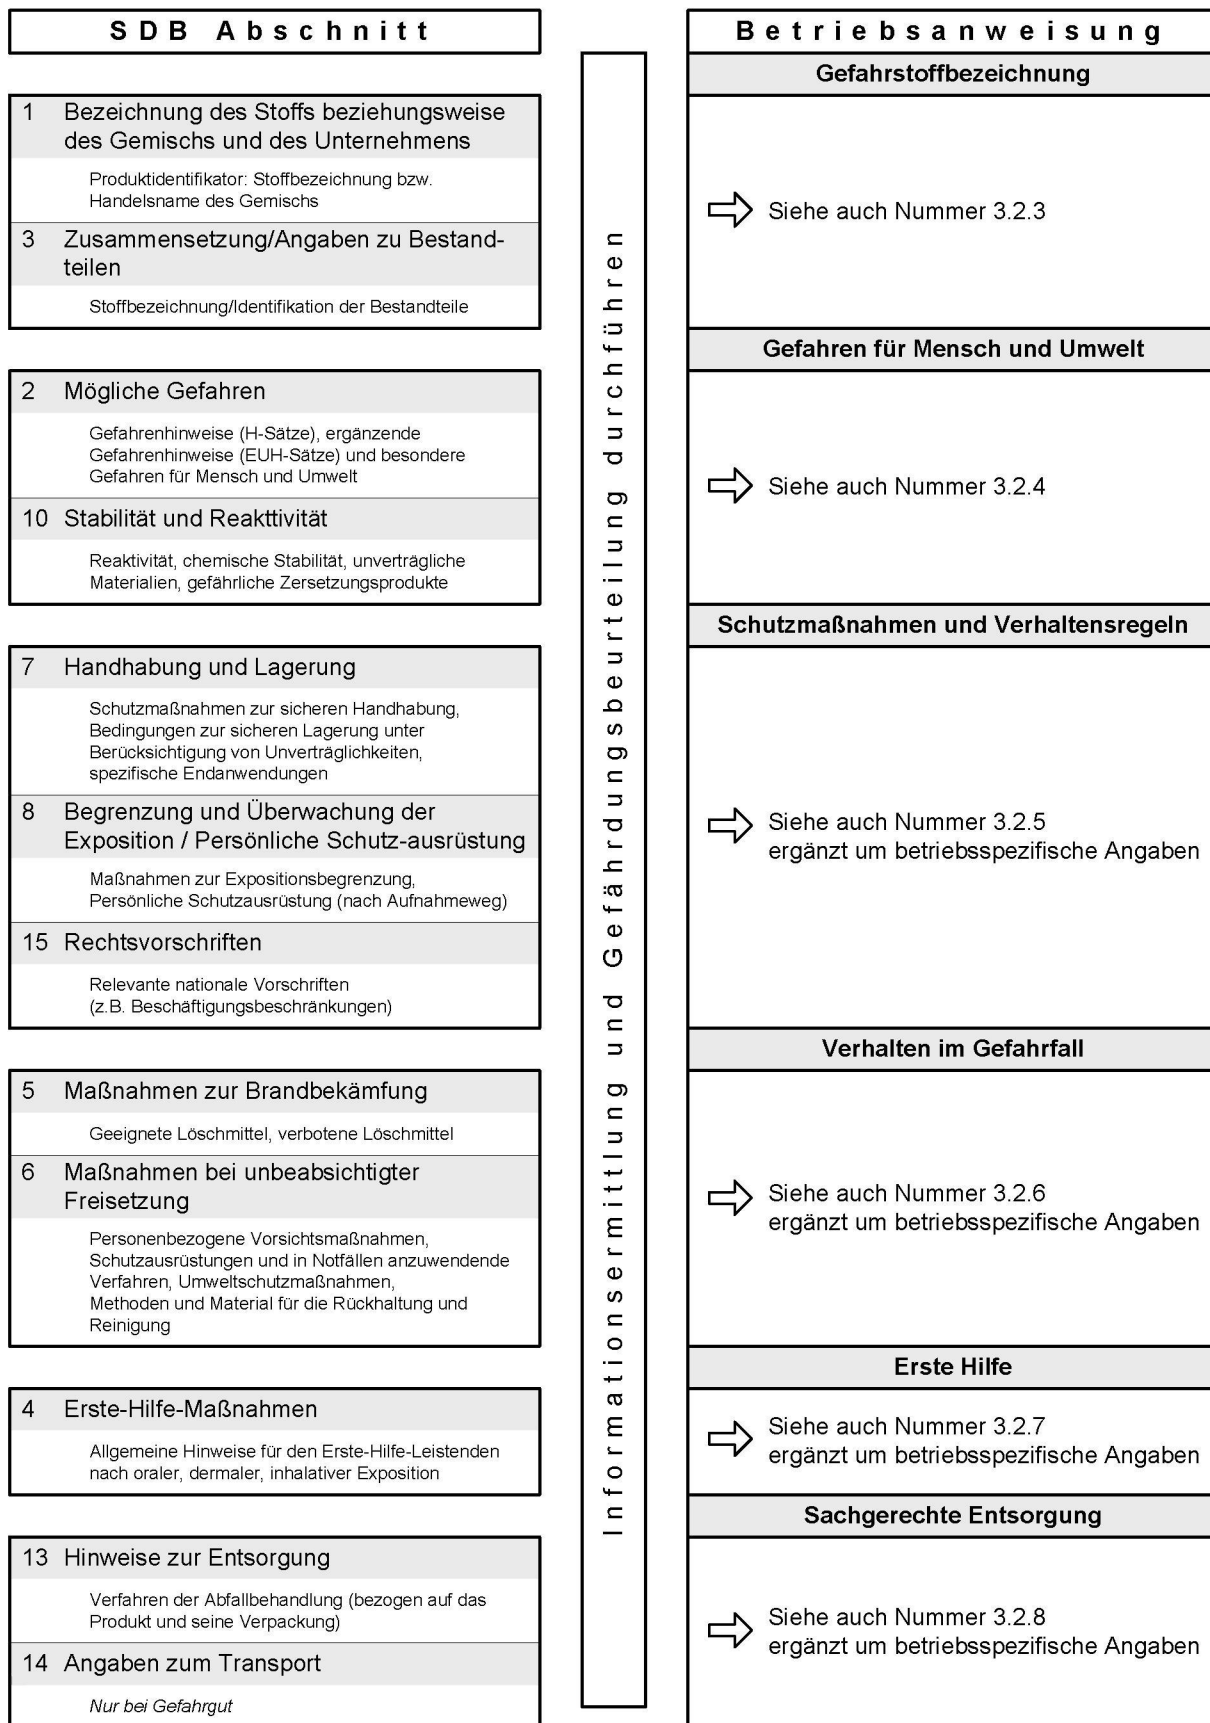 SDB Abschnitt
1 Bezeichnung des Stoffs beziehungsweise
des Gemischs und des Unternehmens
Produktidentifikator: Stoffbezeichnung bzw.
Handelsname des Gemischs
3 Zusammensetzung/Angaben zu Bestand-
teilen
Stoffbezeichnung/Identifikation der Bestandteile
2 Mögliche Gefahren
Gefahrenhinweise (H-Sätze), ergänzende
Gefahrenhinweise (EUH-Sätze) und besondere
Gefahren für Mensch und Umwelt
10 Stabilität und Reakttivität
Reaktivität, chemische Stabilität, unverträgliche
Materialien, gefährliche Zersetzungsprodukte
7 Handhabung und Lagerung
Schutzmaßnahmen zur sicheren Handhabung,
Bedingungen zur sicheren Lagerung unter
Berücksichtigung von Unverträglichkeiten,
spezifische Endanwendungen
8 Begrenzung und Überwachung der
Exposition / Persönliche Schutz-ausrüstung
Maßnahmen zur Expositionsbegrenzung,
Persönliche Schutzausrüstung (nach Aufnahmeweg)
15 Rechtsvorschriften
Relevante nationale Vorschriften
(z.B. Beschäftigungsbeschränkungen)
5 Maßnahmen zur Brandbekämfung
Geeignete Löschmittel, verbotene Löschmittel
6 Maßnahmen bei unbeabsichtigter
Freisetzung
Personenbezogene Vorsichtsmaßnahmen,
Schutzausrüstungen und in Notfällen anzuwendende
Verfahren, Umweltschutzmaßnahmen,
Methoden und Material für die Rückhaltung und
Reinigung
4 Erste-Hilfe-Maßnahmen
Allgemeine Hinweise für den Erste-Hilfe-Leistenden
nach oraler, dermaler, inhalativer Exposition
13 Hinweise zur Entsorgung
Verfahren der Abfallbehandlung (bezogen auf das
Produkt und seine Verpackung)
14 Angaben zum Transport
Nur bei Gefahrgut
Informationsermittlung und Gefährdungsbeurteilung durchführen
Betriebsanweisung
Gefahrstoffbezeichnung
Siehe auch Nummer 3.2.3
Gefahren für Mensch und Umwelt
Siehe auch Nummer 3.2.4
Schutzmaßnahmen und Verhaltensregeln
Siehe auch Nummer 3.2.5
ergänzt um betriebsspezifische Angaben
Verhalten im Gefahrfall
Siehe auch Nummer 3.2.6
ergänzt um betriebsspezifische Angaben
Erste Hilfe
Siehe auch Nummer 3.2.7
ergänzt um betriebsspezifische Angaben
Sachgerechte Entsorgung
Siehe auch Nummer 3.2.8
ergänzt um betriebsspezifische Angaben